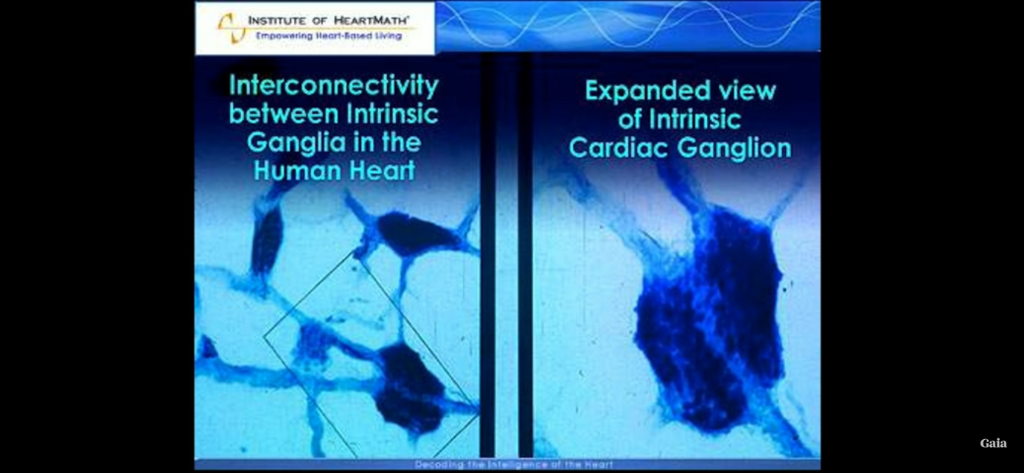 INSTITUTE OF HEARTMATH®
Empowering Heart-Based Living
Interconnectivity
between Intrinsic
Ganglia in the
Human Heart
Expanded view
of Intrinsic
Cardiac Ganglion
Decoding the Intelligence of the Heart
Gaia